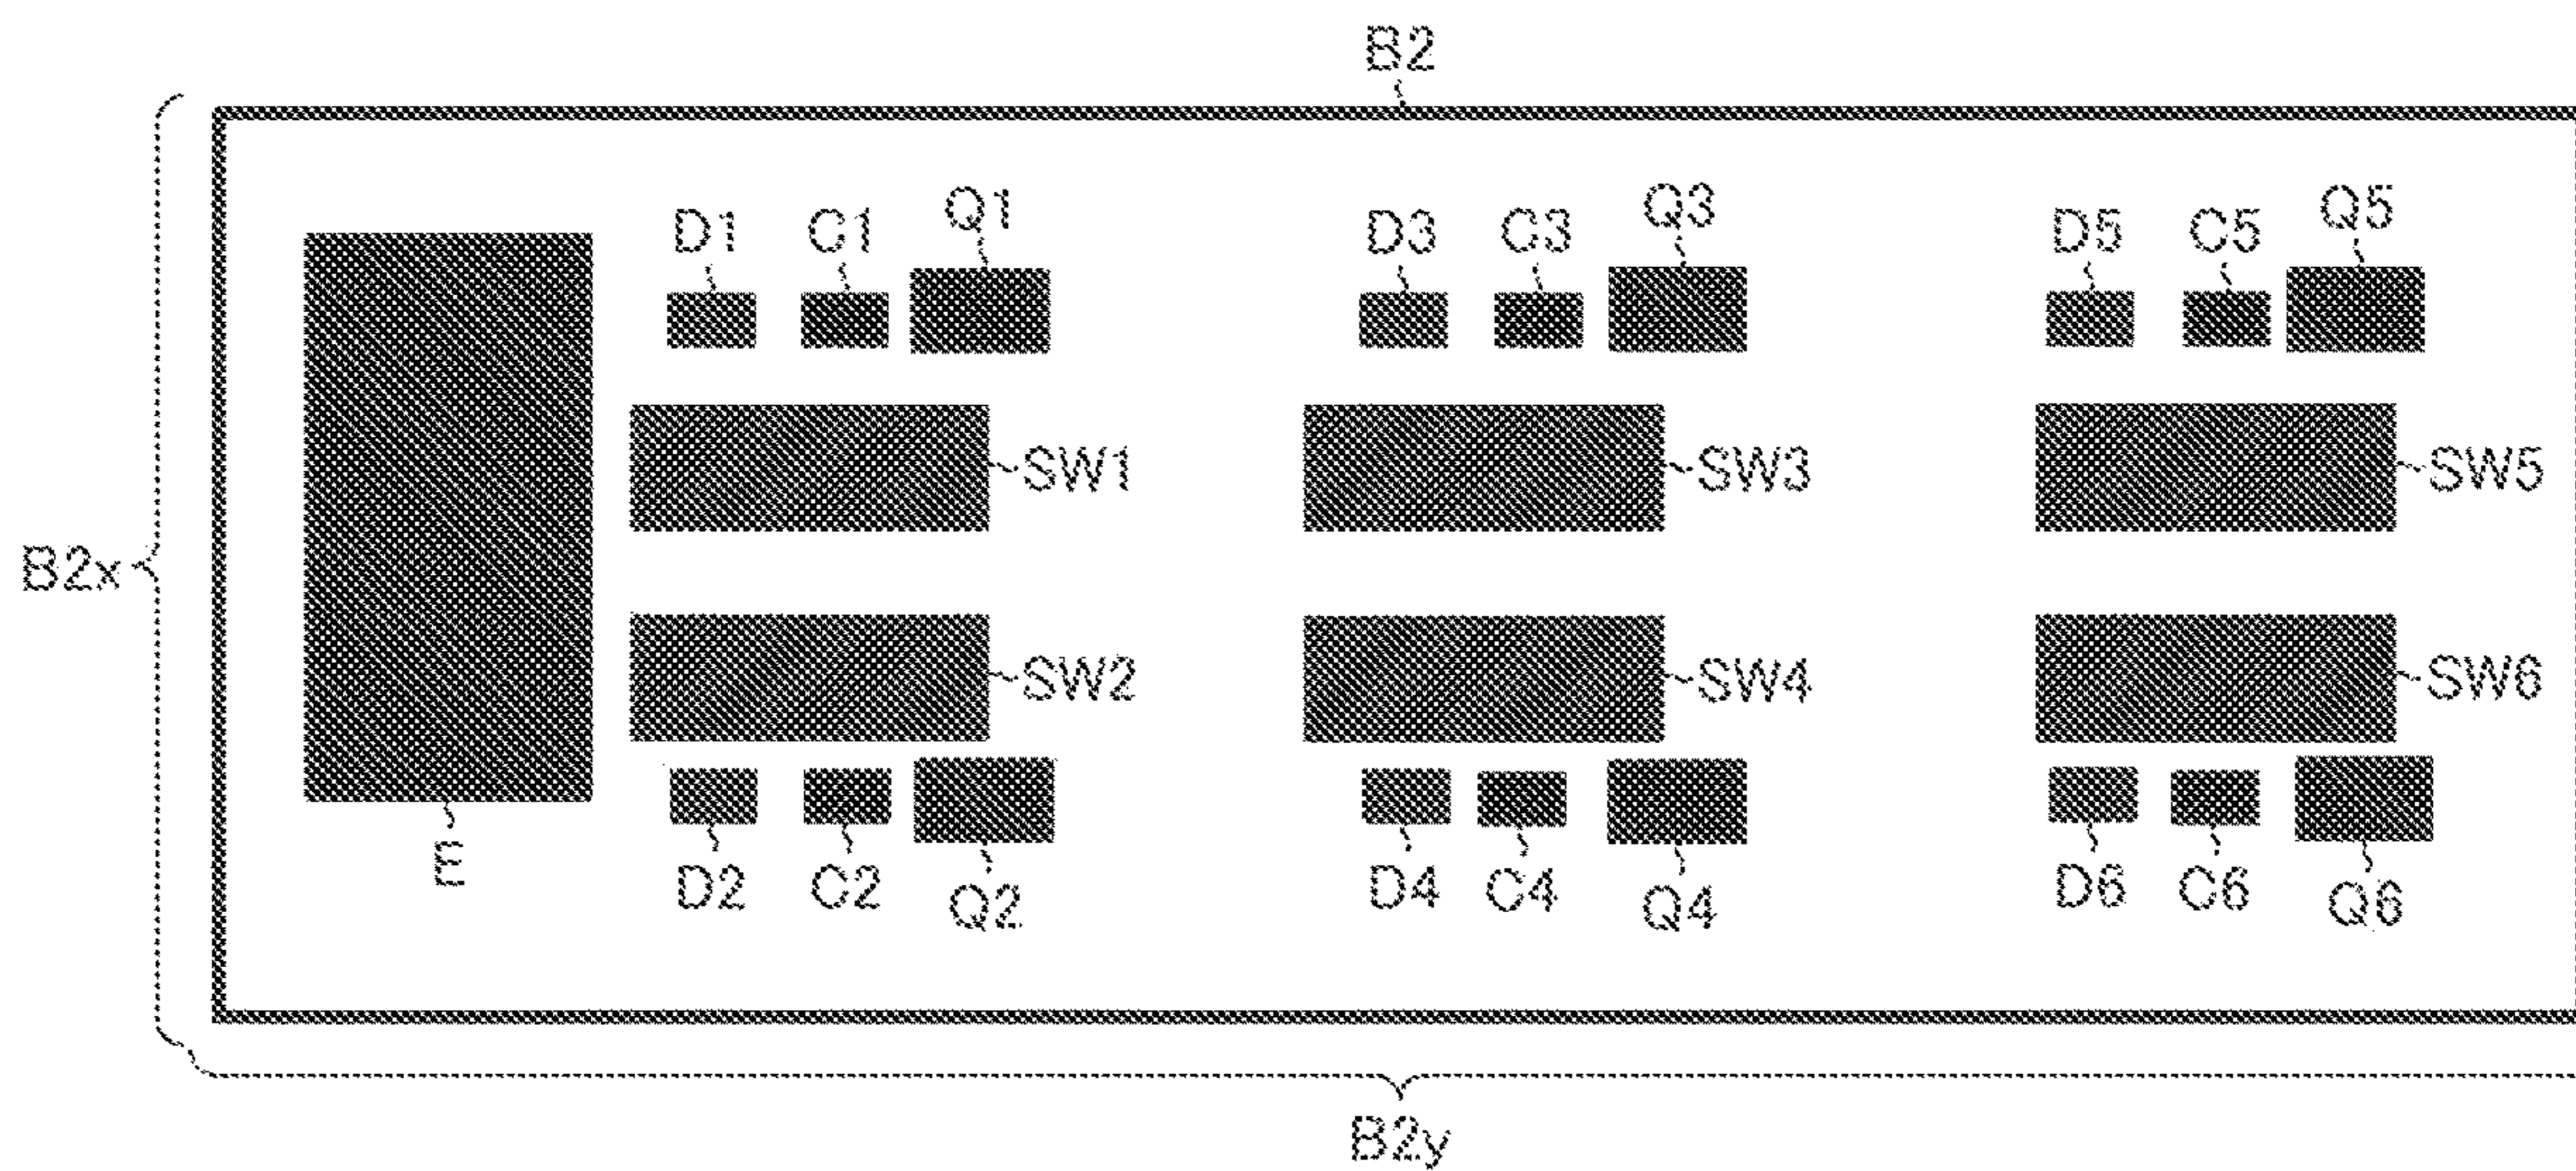 B2
D1 C1 Q1 D3 C3 Q3 D5 C5 Q5
SW1 SW3 SW5
B2x
SW2 SW4 SW6
E
D2 C2 Q2 D4 C4 Q4 D6 C6 Q6
B2y